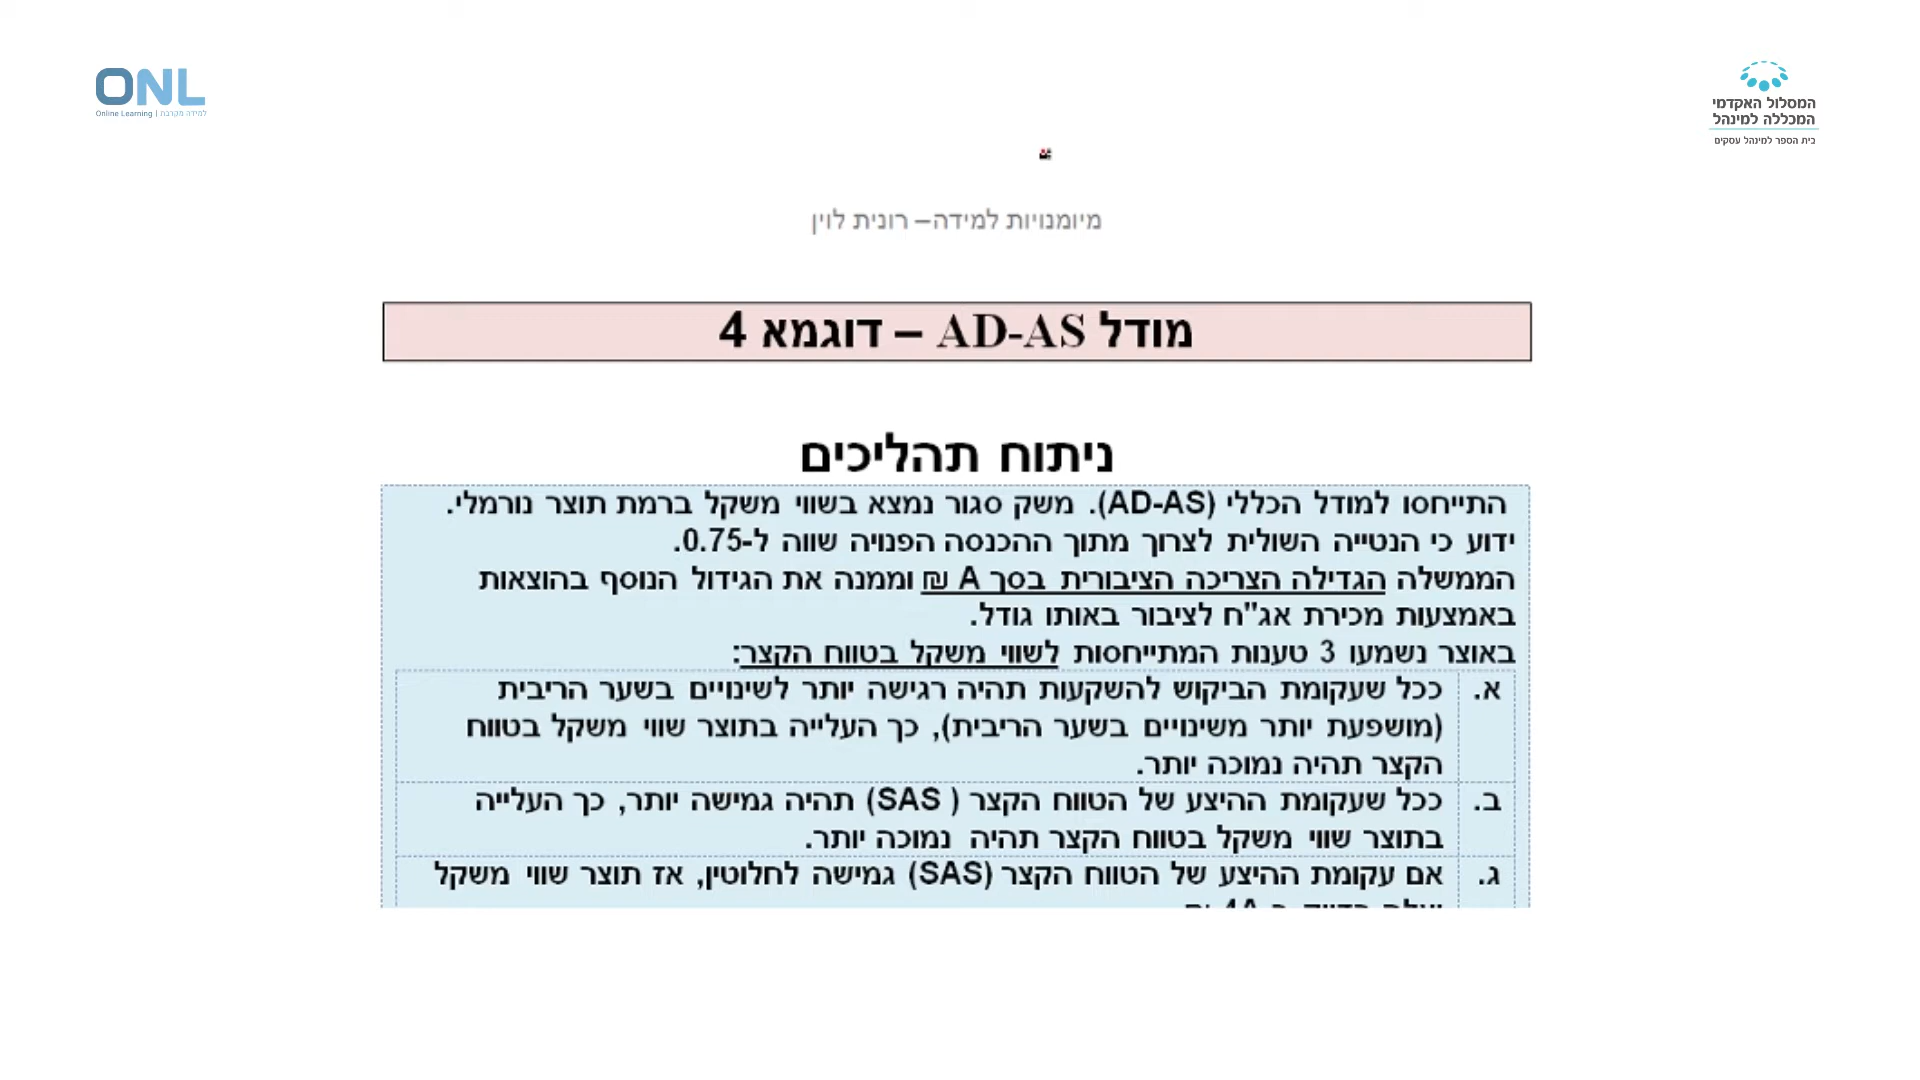 ONL
Online Learning | למידה מקרבת
המסלול האקדמי
המכללה למינהל
בית הספר למינהל עסקים
מיומנויות למידה– רונית לוין
מודל AD-AS – דוגמא 4
ניתוח תהליכים
התייחסו למודל הכללי (AD-AS). משק סגור נמצא בשווי משקל ברמת תוצר נורמלי.
ידוע כי הנטייה השולית לצרוך מתוך ההכנסה הפנויה שווה ל-0.75.
הממשלה הגדילה הצריכה הציבורית בסך A ₪ וממנה את הגידול הנוסף בהוצאות
באמצעות מכירת אג"ח לציבור באותו גודל.
באוצר נשמעו 3 טענות המתייחסות לשווי משקל בטווח הקצר:
א. ככל שעקומת הביקוש להשקעות תהיה רגישה יותר לשינויים בשער הריבית
(מושפעת יותר משינויים בשער הריבית), כך העלייה בתוצר שווי משקל בטווח
הקצר תהיה נמוכה יותר.
ב. ככל שעקומת ההיצע של הטווח הקצר ( SAS) תהיה גמישה יותר, כך העלייה
בתוצר שווי משקל בטווח הקצר תהיה נמוכה יותר.
ג. אם עקומת ההיצע של הטווח הקצר (SAS) גמישה לחלוטין, אז תוצר שווי משקל